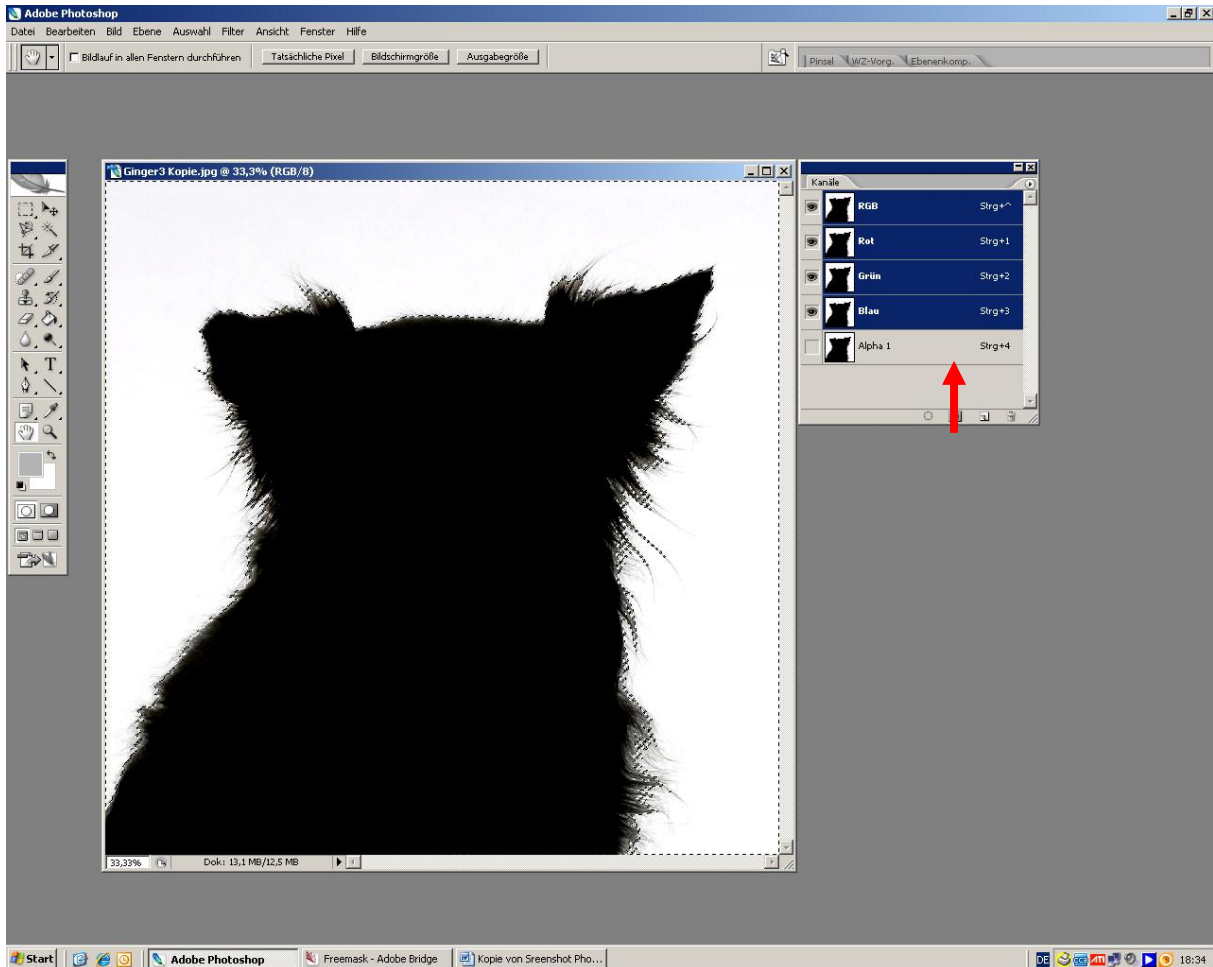 Adobe Photoshop
Datei Bearbeiten Bild Ebene Auswahl Filter Ansicht Fenster Hilfe
Bildlauf in allen Fenstern durchführen Tatsächliche Pixel Bildschirmgröße Ausgabegröße Pinsel WZ-Vorg. Ebenenkomp.
Ginger3 Kopie.jpg @ 33,3% (RGB/8)
Kanäle
RGB Strg+^
Rot Strg+1
Grün Strg+2
Blau Strg+3
Alpha 1 Strg+4
33,33% Dok: 13,1 MB/12,5 MB
Start Adobe Photoshop Freemask - Adobe Bridge Kopie von Sreenshot Pho... DE CCC ATI 18:34